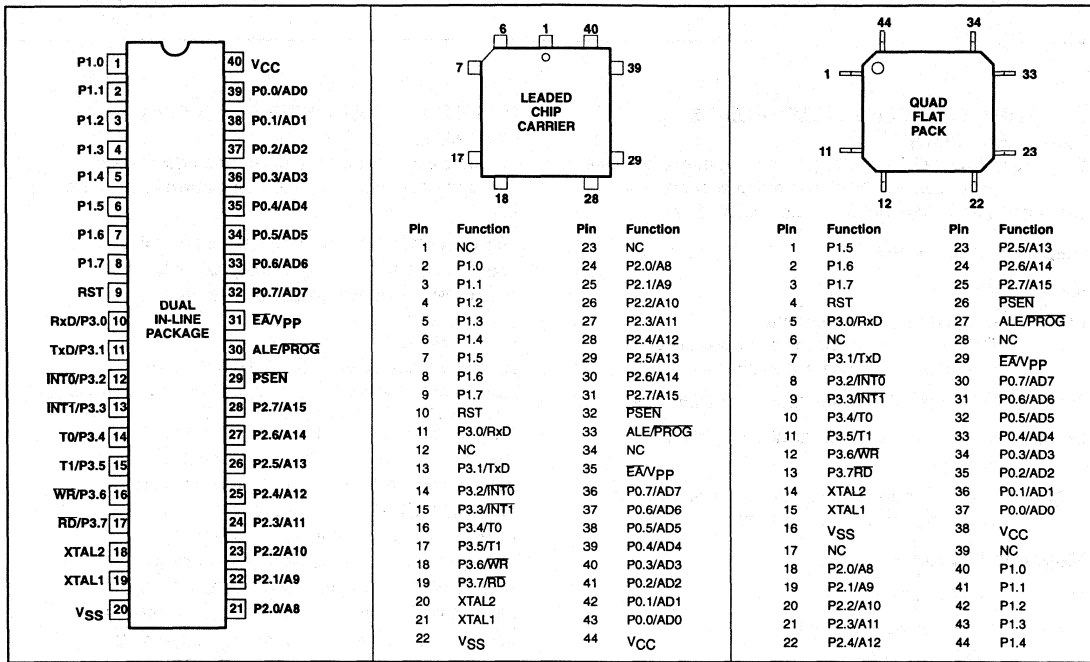 P1.0 1 40 VCC
P1.1 2 39 P0.0/AD0
P1.2 3 38 P0.1/AD1
P1.3 4 37 P0.2/AD2
P1.4 5 36 P0.3/AD3
P1.5 6 35 P0.4/AD4
P1.6 7 34 P0.5/AD5
P1.7 8 33 P0.6/AD6
RST 9 32 P0.7/AD7
RxD/P3.0 10 31 E̅A̅/VPP
TxD/P3.1 11 30 ALE/P̅R̅O̅G̅
I̅N̅T̅0̅/P3.2 12 29 P̅S̅E̅N̅
I̅N̅T̅1̅/P3.3 13 28 P2.7/A15
T0/P3.4 14 27 P2.6/A14
T1/P3.5 15 26 P2.5/A13
W̅R̅/P3.6 16 25 P2.4/A12
R̅D̅/P3.7 17 24 P2.3/A11
XTAL2 18 23 P2.2/A10
XTAL1 19 22 P2.1/A9
VSS 20 21 P2.0/A8
DUAL
IN-LINE
PACKAGE
6 1 40
7 39
LEADED
CHIP
CARRIER
17 29
18 28
Pin Function Pin Function
1 NC 23 NC
2 P1.0 24 P2.0/A8
3 P1.1 25 P2.1/A9
4 P1.2 26 P2.2/A10
5 P1.3 27 P2.3/A11
6 P1.4 28 P2.4/A12
7 P1.5 29 P2.5/A13
8 P1.6 30 P2.6/A14
9 P1.7 31 P2.7/A15
10 RST 32 P̅S̅E̅N̅
11 P3.0/RxD 33 ALE/P̅R̅O̅G̅
12 NC 34 NC
13 P3.1/TxD 35 E̅A̅/VPP
14 P3.2/I̅N̅T̅0̅ 36 P0.7/AD7
15 P3.3/I̅N̅T̅1̅ 37 P0.6/AD6
16 P3.4/T0 38 P0.5/AD5
17 P3.5/T1 39 P0.4/AD4
18 P3.6/W̅R̅ 40 P0.3/AD3
19 P3.7/R̅D̅ 41 P0.2/AD2
20 XTAL2 42 P0.1/AD1
21 XTAL1 43 P0.0/AD0
22 VSS 44 VCC
44 34
1 33
QUAD
FLAT
PACK
11 23
12 22
Pin Function Pin Function
1 P1.5 23 P2.5/A13
2 P1.6 24 P2.6/A14
3 P1.7 25 P2.7/A15
4 RST 26 P̅S̅E̅N̅
5 P3.0/RxD 27 ALE/P̅R̅O̅G̅
6 NC 28 NC
7 P3.1/TxD 29 E̅A̅/VPP
8 P3.2/I̅N̅T̅0̅ 30 P0.7/AD7
9 P3.3/I̅N̅T̅1̅ 31 P0.6/AD6
10 P3.4/T0 32 P0.5/AD5
11 P3.5/T1 33 P0.4/AD4
12 P3.6/W̅R̅ 34 P0.3/AD3
13 P3.7R̅D̅ 35 P0.2/AD2
14 XTAL2 36 P0.1/AD1
15 XTAL1 37 P0.0/AD0
16 VSS 38 VCC
17 NC 39 NC
18 P2.0/A8 40 P1.0
19 P2.1/A9 41 P1.1
20 P2.2/A10 42 P1.2
21 P2.3/A11 43 P1.3
22 P2.4/A12 44 P1.4